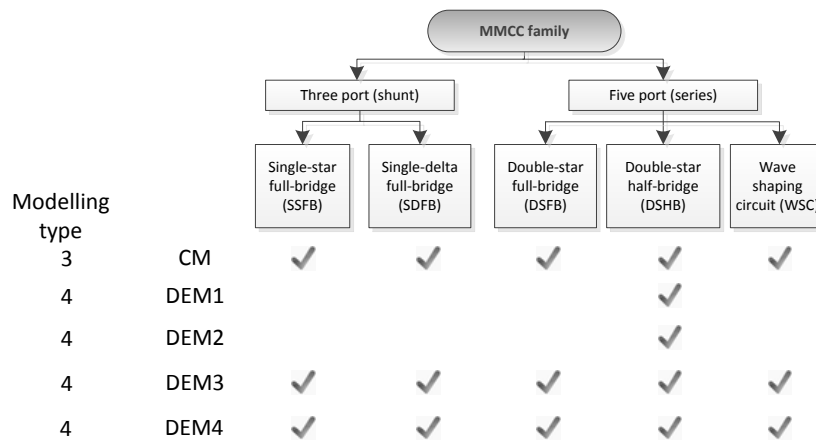 MMCC family
Three port (shunt)
Five port (series)
Single-star
full-bridge
(SSFB)
Single-delta
full-bridge
(SDFB)
Double-star
full-bridge
(DSFB)
Double-star
half-bridge
(DSHB)
Wave
shaping
circuit (WSC)
Modelling
type
3 CM
4 DEM1
4 DEM2
4 DEM3
4 DEM4